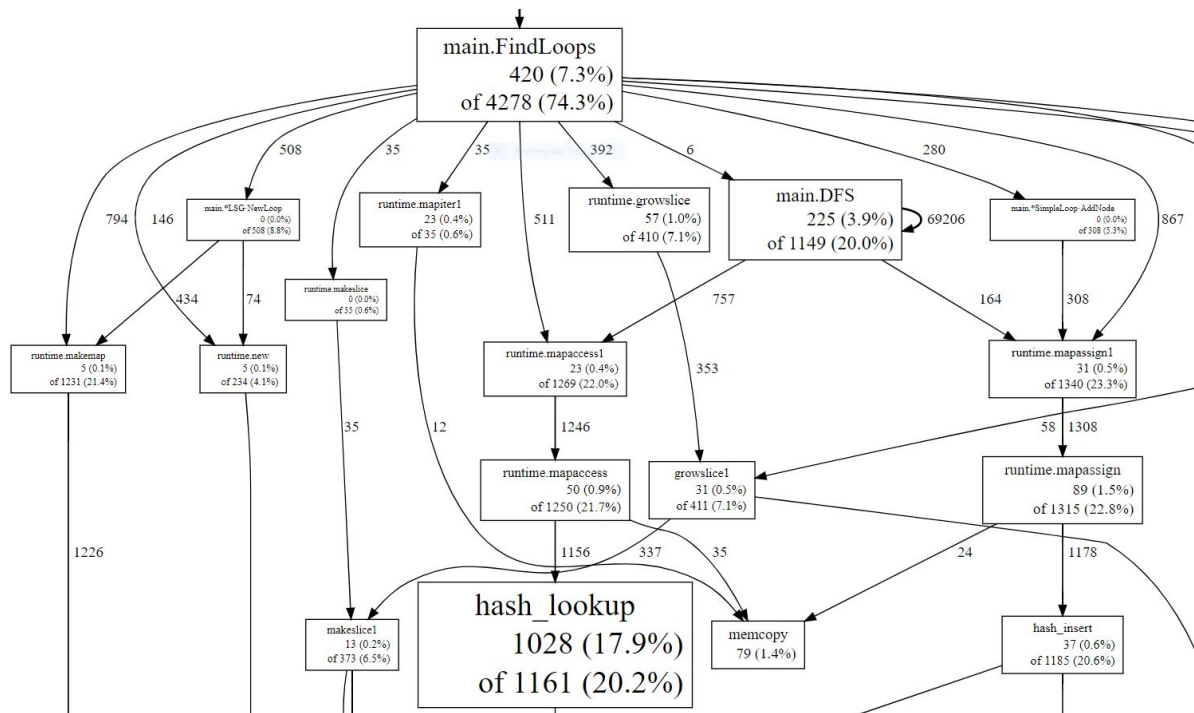 main.FindLoops
420 (7.3%)
of 4278 (74.3%)
508
35
35
392
6
280
Rectangular
794
146
511
69206
867
main.*LSG·NewLoop
0 (0.0%)
of 508 (8.8%)
runtime.mapiter1
23 (0.4%)
of 35 (0.6%)
runtime.growslice
57 (1.0%)
of 410 (7.1%)
main.DFS
225 (3.9%)
of 1149 (20.0%)
main.*SimpleLoop·AddNode
0 (0.0%)
of 308 (5.3%)
434
74
runtime.makeslice
0 (0.0%)
of 35 (0.6%)
757
164
308
runtime.makemap
5 (0.1%)
of 1231 (21.4%)
runtime.new
5 (0.1%)
of 234 (4.1%)
runtime.mapaccess1
23 (0.4%)
of 1269 (22.0%)
353
runtime.mapassign1
31 (0.5%)
of 1340 (23.3%)
35
12
1246
58
1308
runtime.mapaccess
50 (0.9%)
of 1250 (21.7%)
growslice1
31 (0.5%)
of 411 (7.1%)
runtime.mapassign
89 (1.5%)
of 1315 (22.8%)
1226
1156
337
35
24
1178
hash_lookup
1028 (17.9%)
of 1161 (20.2%)
makeslice1
13 (0.2%)
of 373 (6.5%)
memcopy
79 (1.4%)
hash_insert
37 (0.6%)
of 1185 (20.6%)